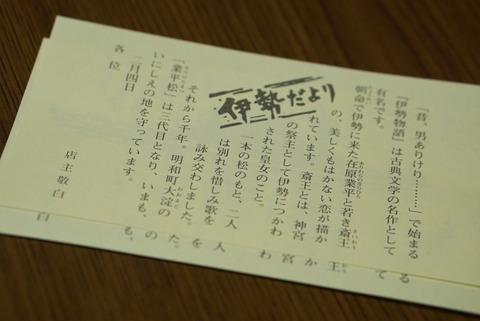 伊勢だより
「昔、男ありけり………」で始まる
『伊勢物語』は古典文学の名作として
有名です。
朝命で伊勢に来た在原業平と若き斎王
の、美しくもはかない恋が描か
れています。斎王とは、神宮
の祭主として伊勢につかわ
された皇女のこと。
一本の松のもと、二人
は別れを惜しみ歌を
詠み交わしました。
それから千年。明和町大淀の
「業平松」は三代目となり、いまも、
いにしえの地を守っています。
二月四日
店主敬白
各位